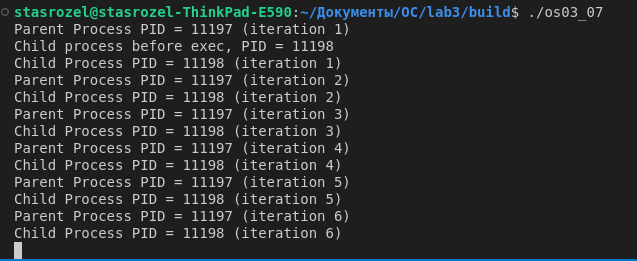 stasrozel@stasrozel-ThinkPad-E590:~/Документы/ОС/lab3/build$ ./os03_07
Parent Process PID = 11197 (iteration 1)
Child process before exec, PID = 11198
Child Process PID = 11198 (iteration 1)
Parent Process PID = 11197 (iteration 2)
Child Process PID = 11198 (iteration 2)
Parent Process PID = 11197 (iteration 3)
Child Process PID = 11198 (iteration 3)
Parent Process PID = 11197 (iteration 4)
Child Process PID = 11198 (iteration 4)
Parent Process PID = 11197 (iteration 5)
Child Process PID = 11198 (iteration 5)
Parent Process PID = 11197 (iteration 6)
Child Process PID = 11198 (iteration 6)